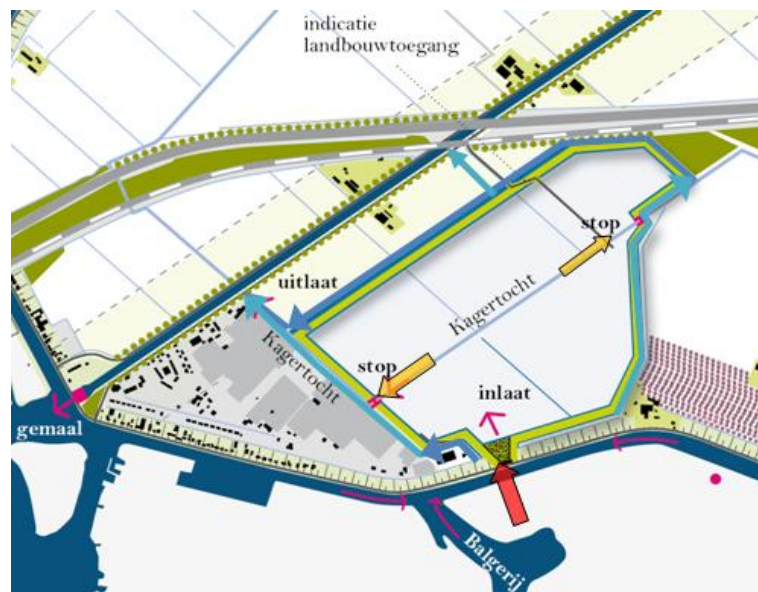 indicatie
landbouwtoegang
stop
uitlaat
Kagertocht
Kagertocht
stop
inlaat
gemaal
Balgerij